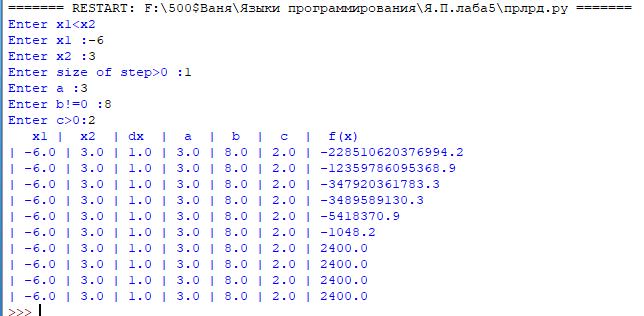 ======= RESTART: F:\500$Ваня\Языки программирования\Я.П.лаба5\прлрд.py =======
Enter x1<x2
Enter x1 :-6
Enter x2 :3
Enter size of step>0 :1
Enter a :3
Enter b!=0 :8
Enter c>0:2
x1 | x2 | dx | a | b | c | f(x)
| -6.0 | 3.0 | 1.0 | 3.0 | 8.0 | 2.0 | -228510620376994.2
| -6.0 | 3.0 | 1.0 | 3.0 | 8.0 | 2.0 | -12359786095368.9
| -6.0 | 3.0 | 1.0 | 3.0 | 8.0 | 2.0 | -347920361783.3
| -6.0 | 3.0 | 1.0 | 3.0 | 8.0 | 2.0 | -3489589130.3
| -6.0 | 3.0 | 1.0 | 3.0 | 8.0 | 2.0 | -5418370.9
| -6.0 | 3.0 | 1.0 | 3.0 | 8.0 | 2.0 | -1048.2
| -6.0 | 3.0 | 1.0 | 3.0 | 8.0 | 2.0 | 2400.0
| -6.0 | 3.0 | 1.0 | 3.0 | 8.0 | 2.0 | 2400.0
| -6.0 | 3.0 | 1.0 | 3.0 | 8.0 | 2.0 | 2400.0
| -6.0 | 3.0 | 1.0 | 3.0 | 8.0 | 2.0 | 2400.0
>>>